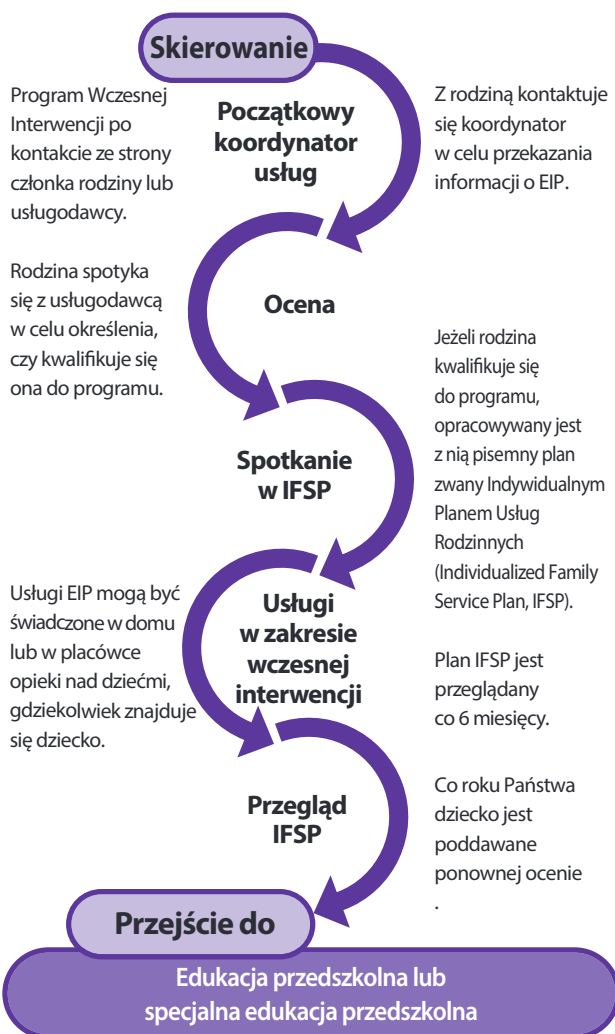 Skierowanie
Program Wczesnej
Interwencji po
kontakcie ze strony
członka rodziny lub
usługodawcy.
Początkowy
koordynator
usług
Z rodziną kontaktuje
się koordynator
w celu przekazania
informacji o EIP.
Rodzina spotyka
się z usługodawcą
w celu określenia,
czy kwalifikuje się
ona do programu.
Ocena
Jeżeli rodzina
kwalifikuje się
do programu,
opracowywany jest
z nią pisemny plan
zwany Indywidualnym
Planem Usług
Rodzinnych
(Individualized Family
Service Plan, IFSP).
Spotkanie
w IFSP
Usługi EIP mogą być
świadczone w domu
lub w placówce
opieki nad dziećmi,
gdziekolwiek znajduje
się dziecko.
Usługi
w zakresie
wczesnej
interwencji
Plan IFSP jest
przeglądany
co 6 miesięcy.
Przegląd
IFSP
Co roku Państwa
dziecko jest
poddawane
ponownej ocenie
.
Przejście do
Edukacja przedszkolna lub
specjalna edukacja przedszkolna